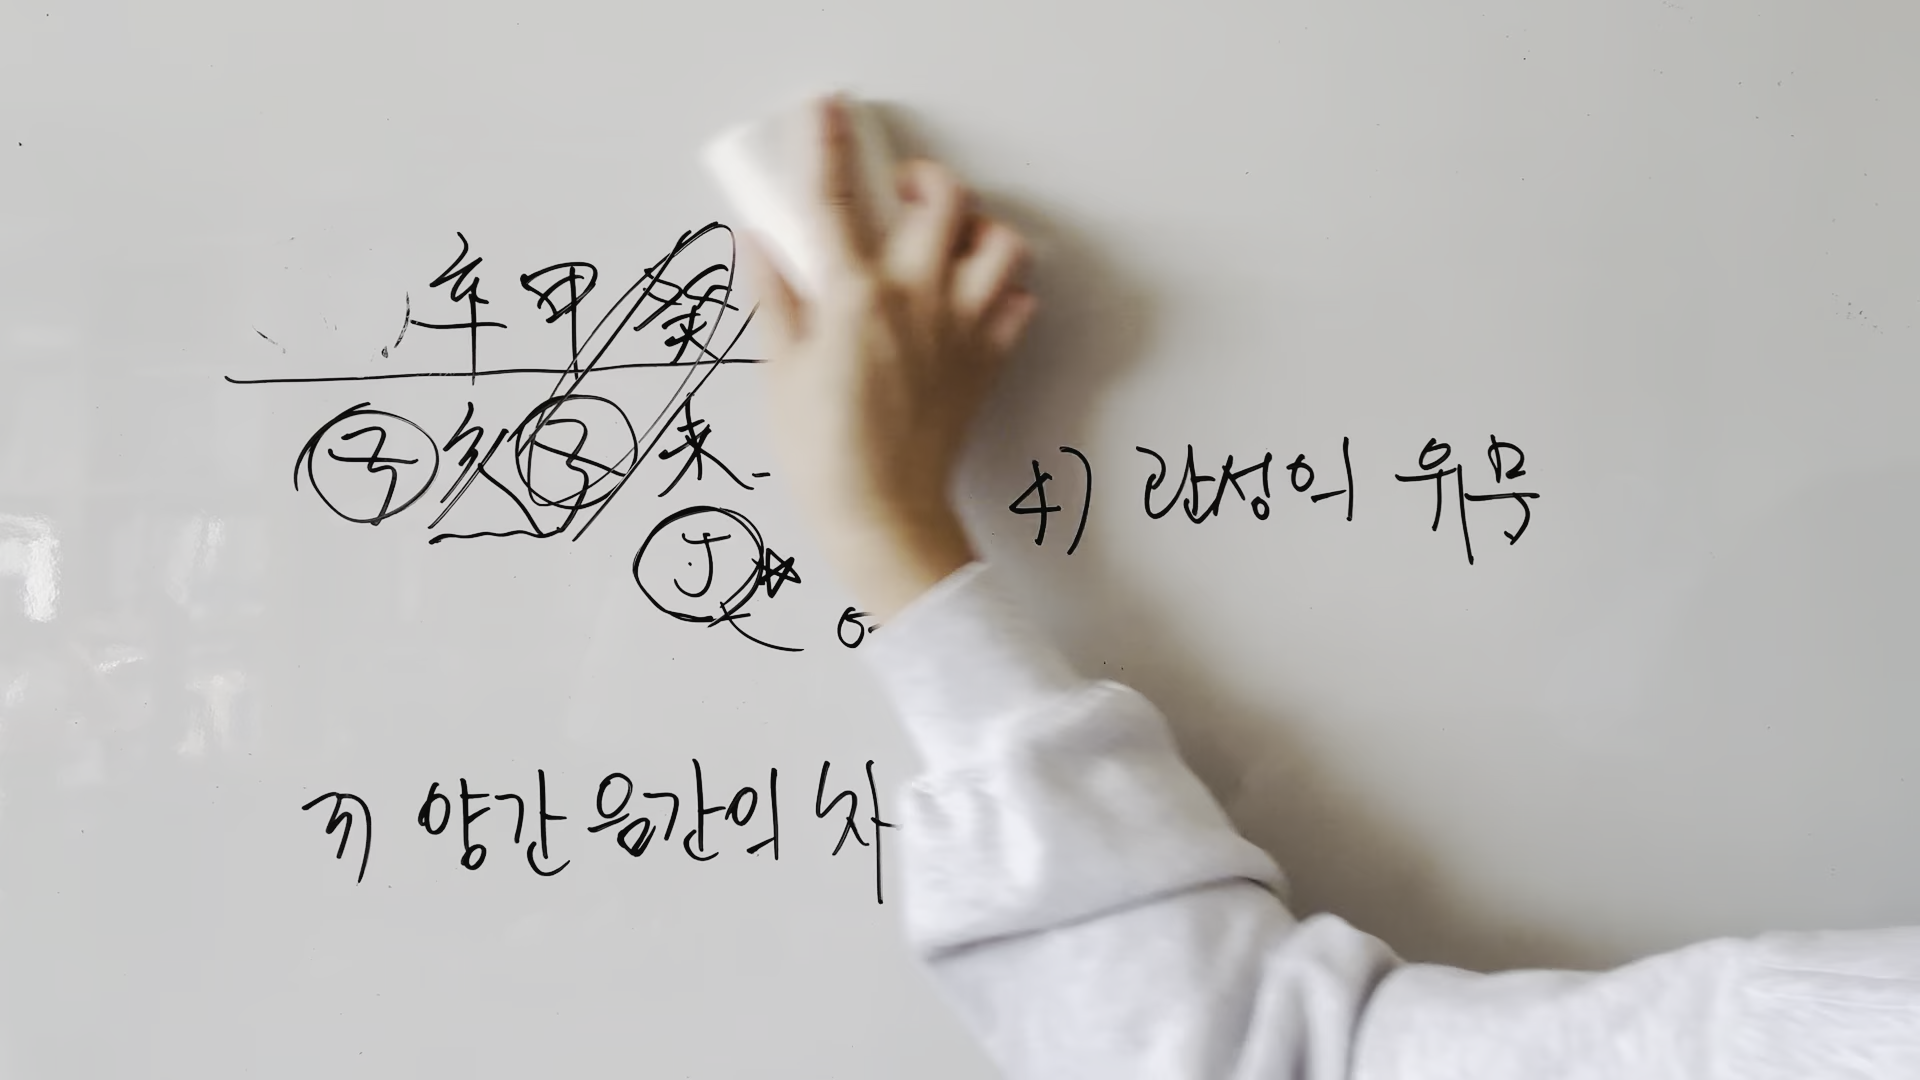 辛甲癸
子亥子未
丁
4) 관성의 유무
3) 양간음간의 차